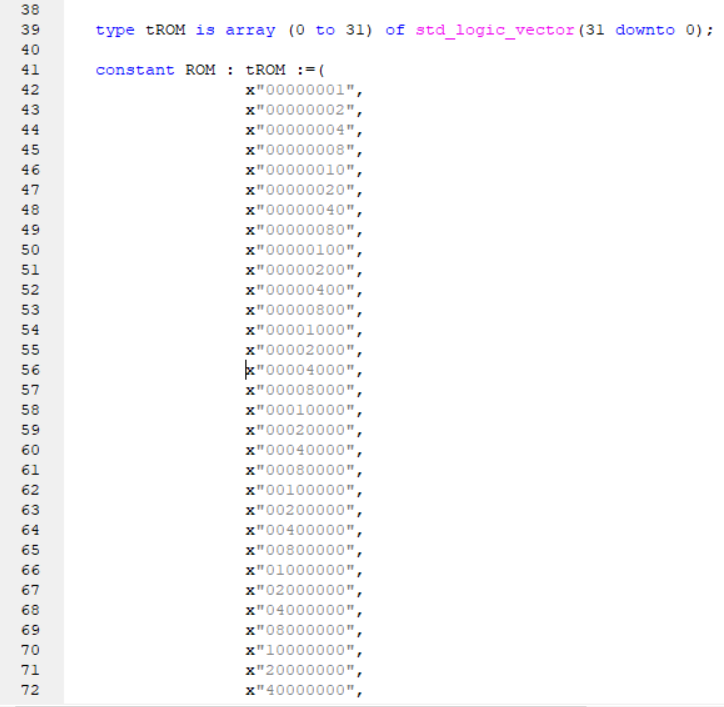 38
39 type tROM is array (0 to 31) of std_logic_vector(31 downto 0);
40
41 constant ROM : tROM :=(
42 x"00000001",
43 x"00000002",
44 x"00000004",
45 x"00000008",
46 x"00000010",
47 x"00000020",
48 x"00000040",
49 x"00000080",
50 x"00000100",
51 x"00000200",
52 x"00000400",
53 x"00000800",
54 x"00001000",
55 x"00002000",
56 x"00004000",
57 x"00008000",
58 x"00010000",
59 x"00020000",
60 x"00040000",
61 x"00080000",
62 x"00100000",
63 x"00200000",
64 x"00400000",
65 x"00800000",
66 x"01000000",
67 x"02000000",
68 x"04000000",
69 x"08000000",
70 x"10000000",
71 x"20000000",
72 x"40000000",